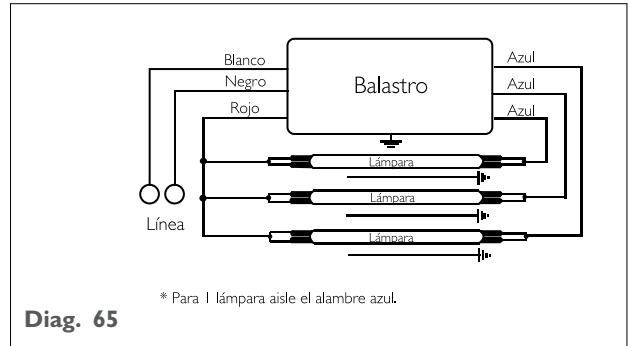 Blanco
Azul
Negro
Balastro
Azul
Rojo
Azul
Lámpara
Lámpara
Lámpara
Línea
* Para 1 lámpara aisle el alambre azul.
Diag. 65